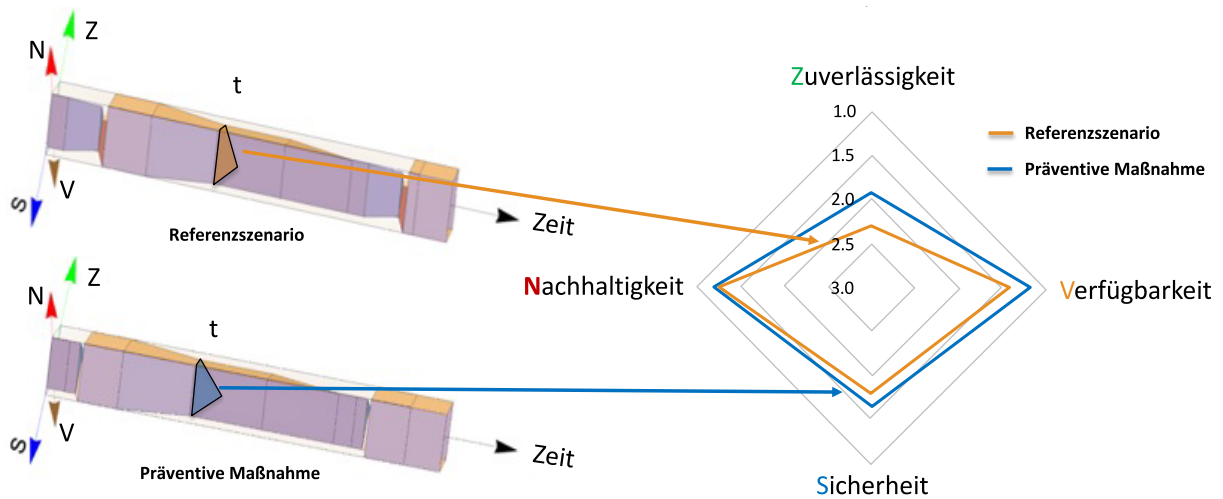 Z
N
t
V
S
Zeit
Referenzszenario
Z
N
t
V
S
Zeit
Präventive Maßnahme
Zuverlässigkeit
1.0
1.5
2.0
2.5
3.0
Nachhaltigkeit
Verfügbarkeit
Sicherheit
Referenzszenario
Präventive Maßnahme